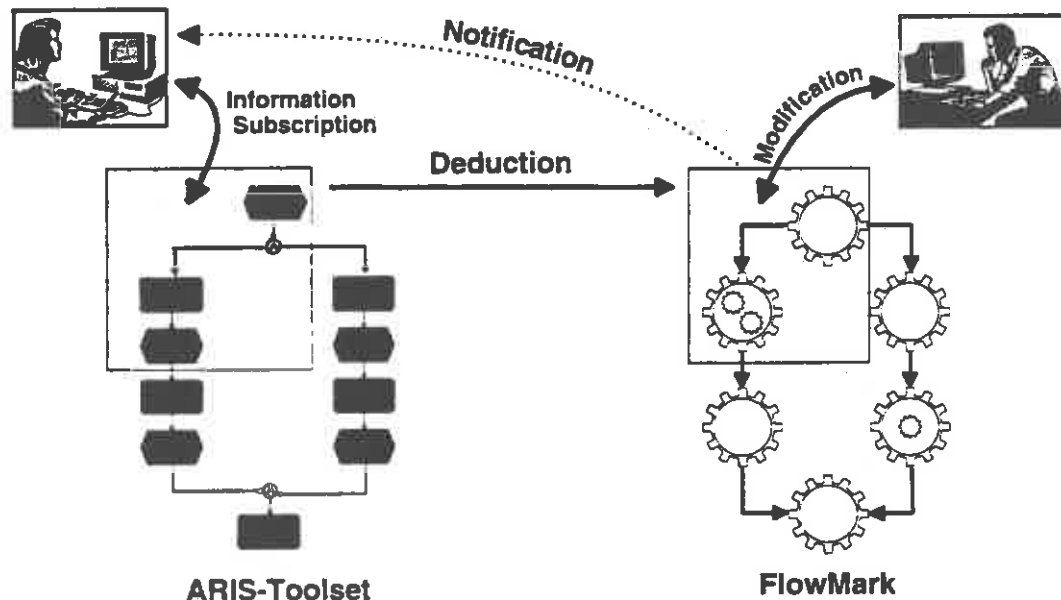 Notification
Information
Subscription
Modification
Deduction
ARIS-Toolset
FlowMark